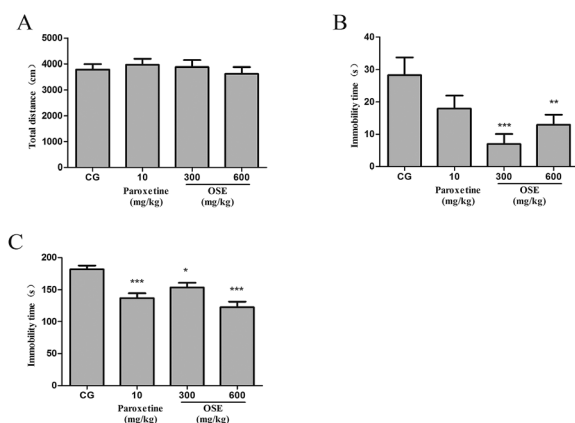 A
Total distance (cm)
5000
4000
3000
2000
1000
0
CG 10 300 600
Paroxetine OSE
(mg/kg) (mg/kg)
B
Immobility time (s)
40
30
20
10
0
***
**
CG 10 300 600
Paroxetine OSE
(mg/kg) (mg/kg)
C
Immobility time (s)
200
150
100
50
0
***
*
***
CG 10 300 600
Paroxetine OSE
(mg/kg) (mg/kg)